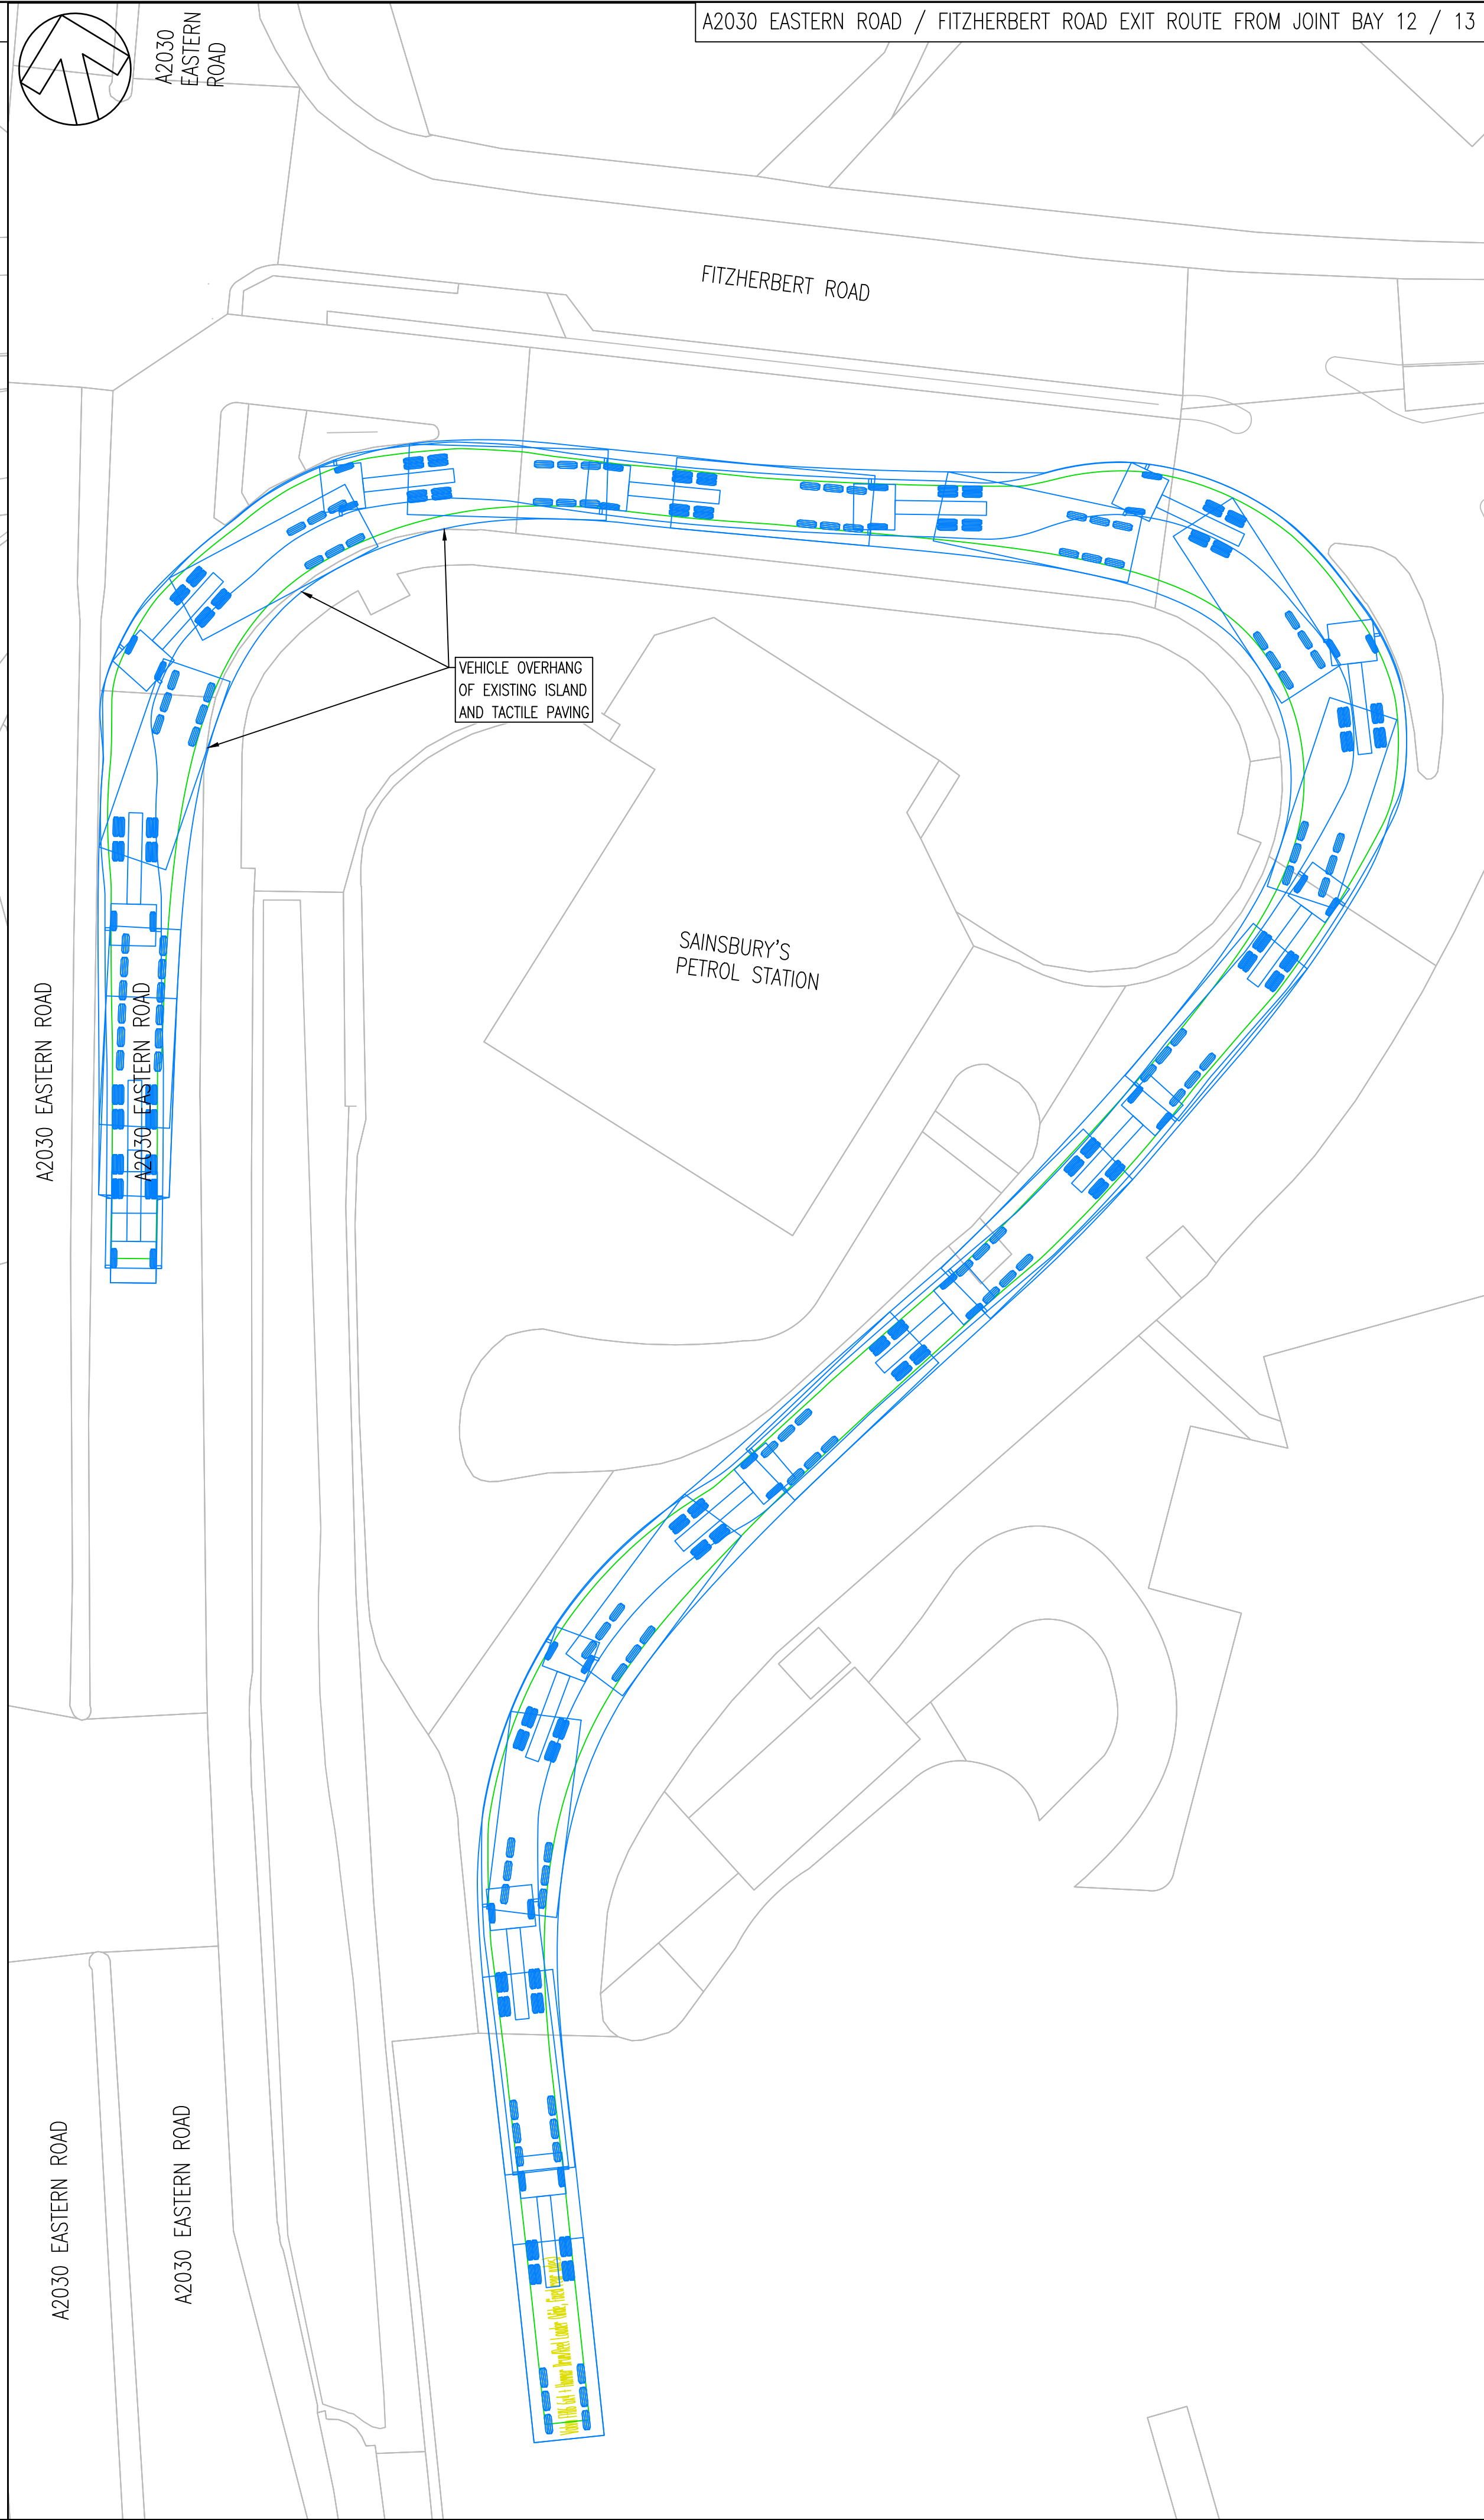 A2030 EASTERN ROAD / FITZHERBERT ROAD EXIT ROUTE FROM JOINT BAY 12 / 13
A2030
EASTERN
ROAD
FITZHERBERT ROAD
VEHICLE OVERHANG
OF EXISTING ISLAND
AND TACTILE PAVING
SAINSBURY'S
PETROL STATION
A2030 EASTERN ROAD
A2030 EASTERN ROAD
A2030 EASTERN ROAD
A2030 EASTERN ROAD